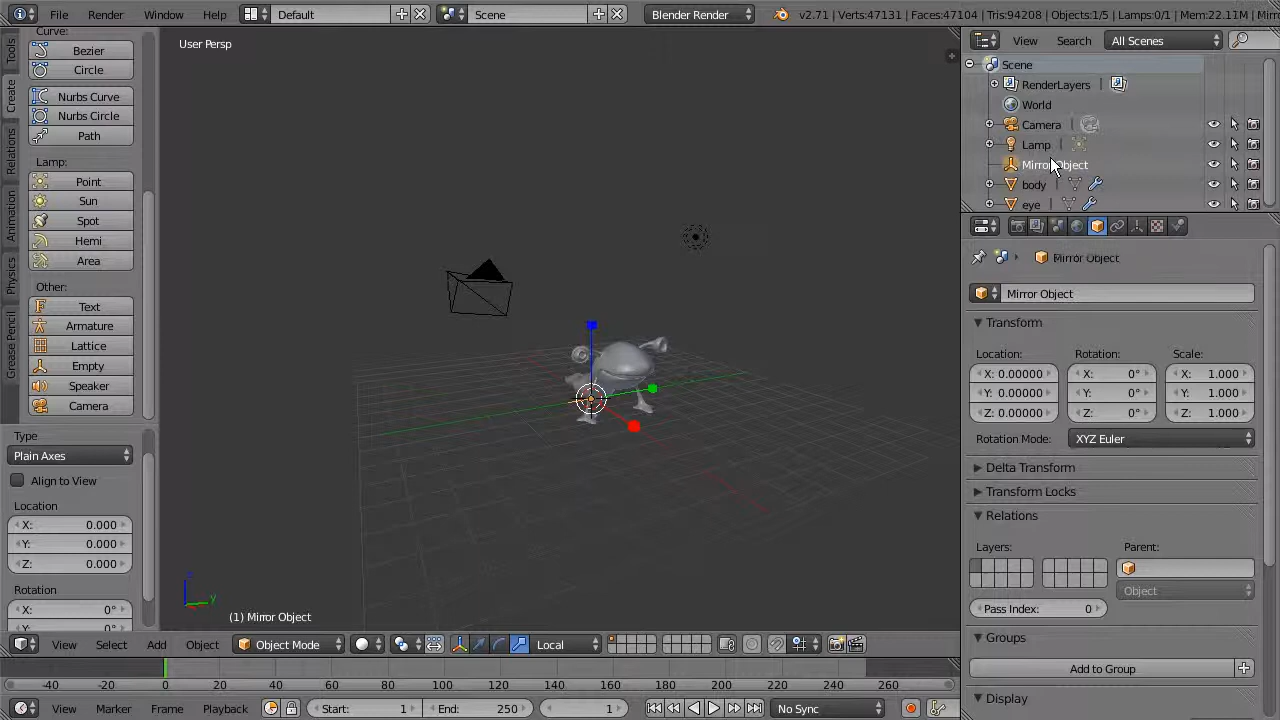 File Render Window Help Default Scene Blender Render v2.71 | Verts:47131 | Faces:47104 | Tris:94208 | Objects:1/5 | Lamps:0/1 | Mem:22.11M | Mirro
User Persp
View Search All Scenes
Scene
RenderLayers
World
Camera
Lamp
Mirror Object
body
eye
Tools
Create
Relations
Animation
Physics
Grease Pencil
Curve:
Bezier
Circle
Nurbs Curve
Nurbs Circle
Path
Lamp:
Point
Sun
Spot
Hemi
Area
Other:
Text
Armature
Lattice
Empty
Speaker
Camera
Type
Plain Axes
Align to View
Location
X: 0.000
Y: 0.000
Z: 0.000
Rotation
X: 0°
Y: 0°
z
y
(1) Mirror Object
Mirror Object
Mirror Object
Transform
Location: Rotation: Scale:
X: 0.00000 X: 0° X: 1.000
Y: 0.00000 Y: 0° Y: 1.000
Z: 0.00000 Z: 0° Z: 1.000
Rotation Mode: XYZ Euler
Delta Transform
Transform Locks
Relations
Layers: Parent:
Object
Pass Index: 0
Groups
Add to Group
Display
View Select Add Object Object Mode Local
-40 -20 0 20 40 60 80 100 120 140 160 180 200 220 240 260
View Marker Frame Playback Start: 1 End: 250 1 No Sync